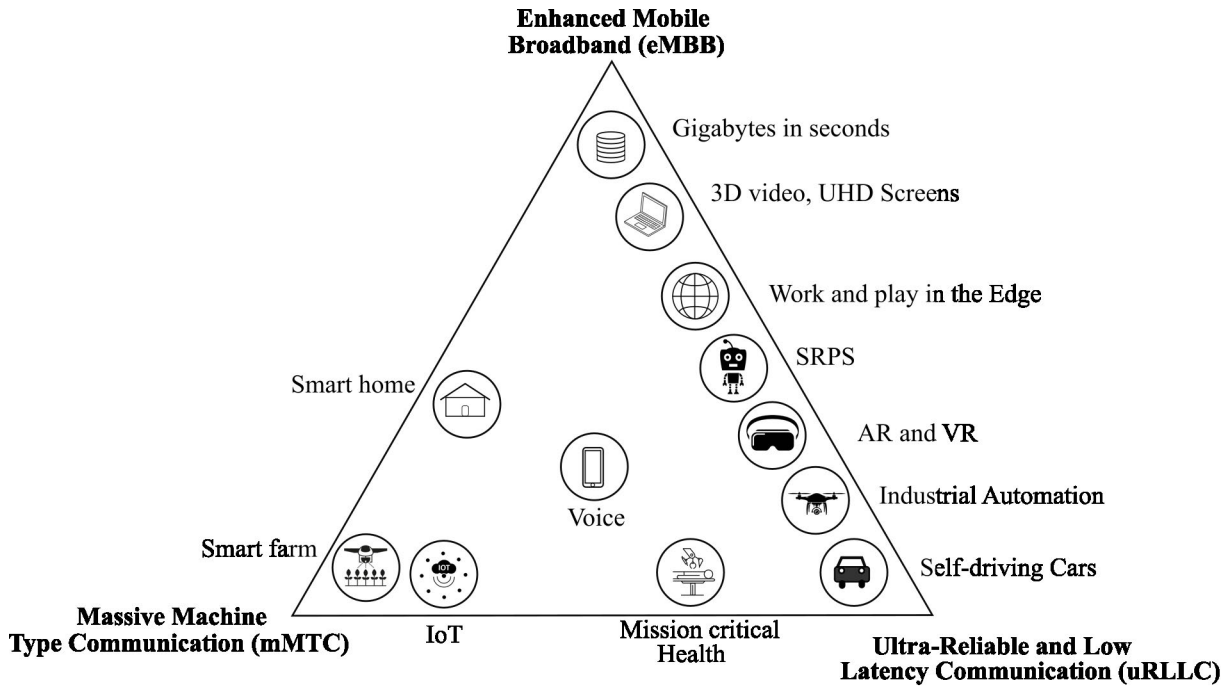 Enhanced Mobile
Broadband (eMBB)
Gigabytes in seconds
3D video, UHD Screens
Work and play in the Edge
SRPS
Smart home
AR and VR
Industrial Automation
Voice
Smart farm
IOT
Self-driving Cars
Massive Machine
Type Communication (mMTC)
IoT
Mission critical
Health
Ultra-Reliable and Low
Latency Communication (uRLLC)